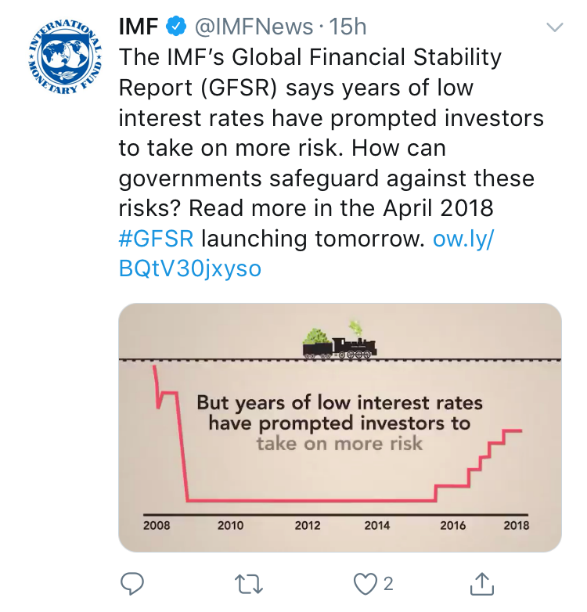 INTERNATIONAL MONETARY FUND
IMF @IMFNews · 15h
The IMF's Global Financial Stability
Report (GFSR) says years of low
interest rates have prompted investors
to take on more risk. How can
governments safeguard against these
risks? Read more in the April 2018
#GFSR launching tomorrow. ow.ly/
BQtV30jxyso
But years of low interest rates
have prompted investors to
take on more risk
2008 2010 2012 2014 2016 2018
2